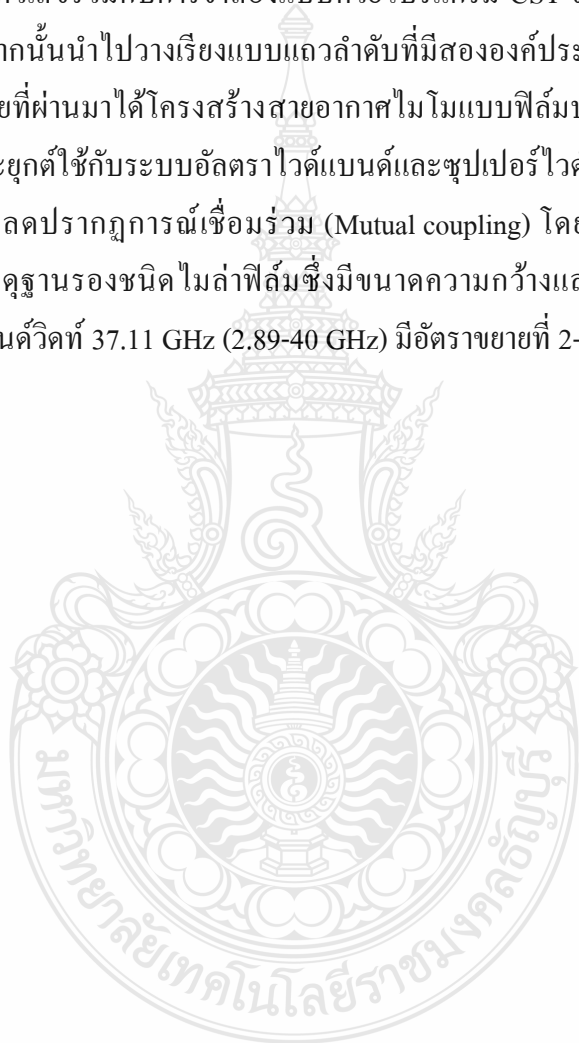 กนั้นนำไปวางเรียงแบบแถวลำดับที่มีสององค์ประ
ยที่ผ่านมาได้โครงสร้างสายอากาศไมโมแบบฟิล์มบ
ะยุกต์ใช้กับระบบอัลตราไวด์แบนด์และซุปเปอร์ไวด
ลดปรากฏการณ์เชื่อมร่วม (Mutual coupling) โดย
ดุฐานรองชนิดไมล่าฟิล์มซึ่งมีขนาดความกว้างแล
นด์วิดท์ 37.11 GHz (2.89-40 GHz) มีอัตราขยายที่ 2-
มหาวิทยาลัยเทคโนโลยีราชมงคลธัญบุรี